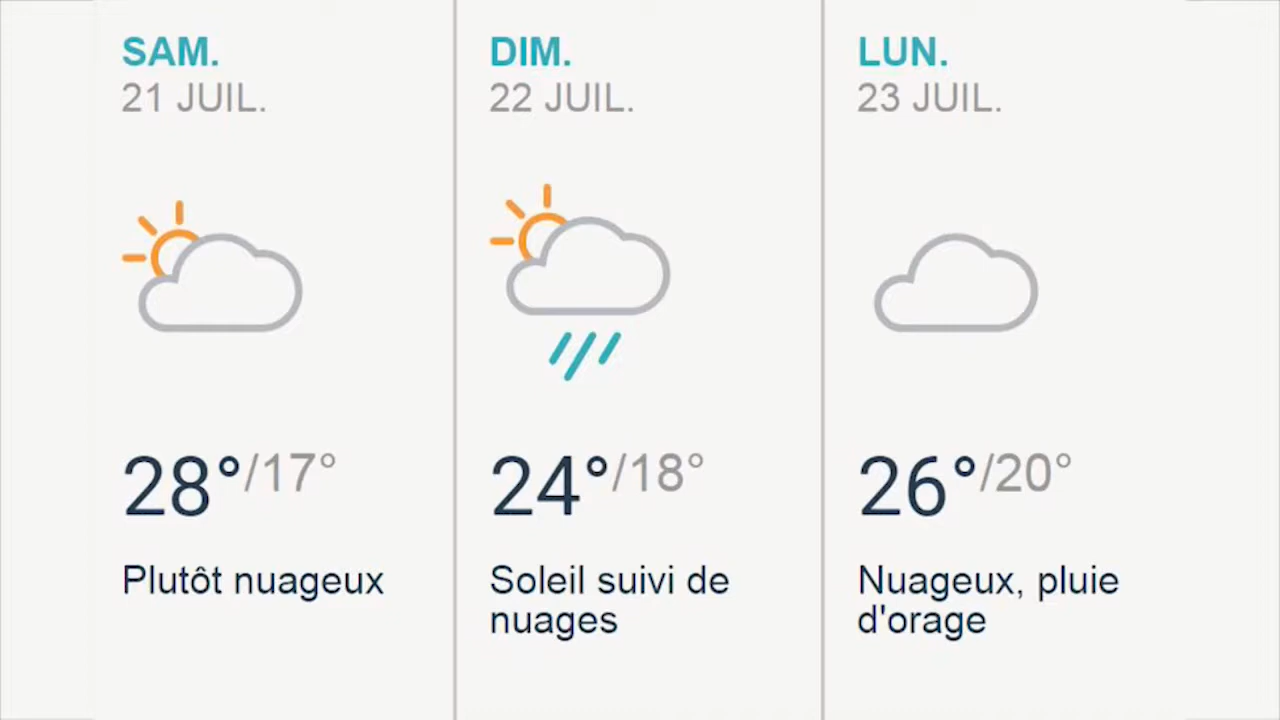 SAM.
21 JUIL.
28°/17°
Plutôt nuageux
DIM.
22 JUIL.
24°/18°
Soleil suivi de
nuages
LUN.
23 JUIL.
26°/20°
Nuageux, pluie
d'orage